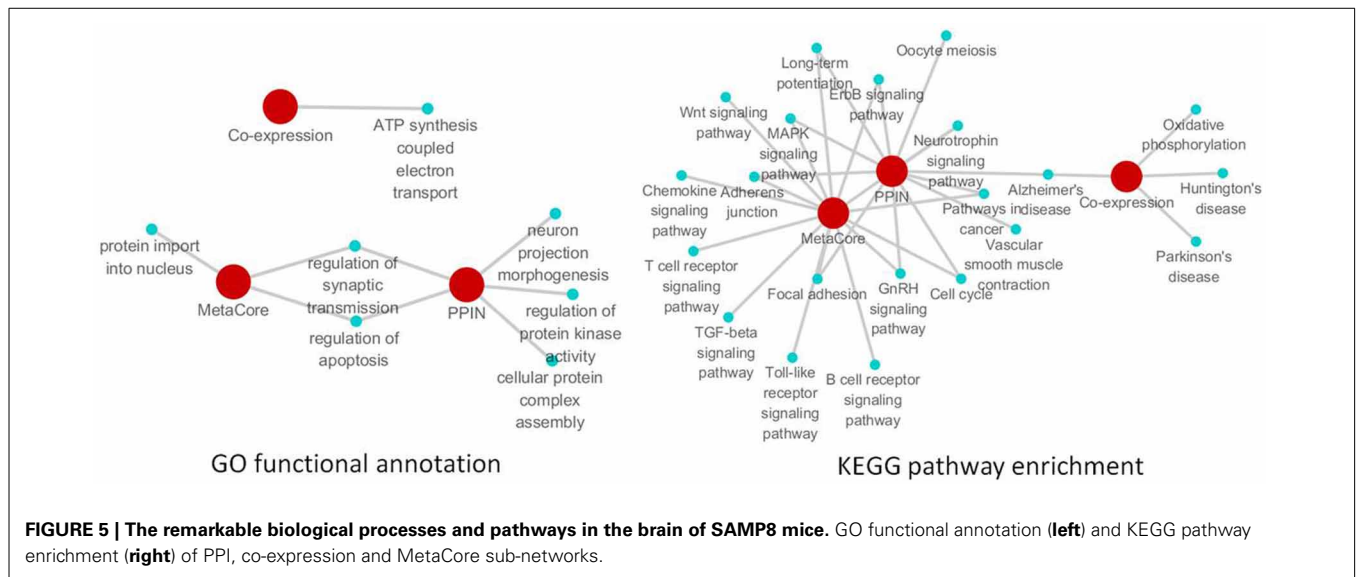 Co-expression
ATP synthesis
coupled
electron
transport
protein import
into nucleus
MetaCore
regulation of
synaptic
transmission
regulation of
apoptosis
PPIN
neuron
projection
morphogenesis
regulation of
protein kinase
activity
cellular protein
complex
assembly
GO functional annotation
Long-term
potentiation
Oocyte meiosis
ErbB signaling
pathway
Wnt signaling
pathway
MAPK
signaling
pathway
Neurotrophin
signaling
pathway
Chemokine
signaling
pathway
Adherens
junction
PPIN
MetaCore
Pathways in
cancer
Alzheimer's
disease
Co-expression
Oxidative
phosphorylation
Huntington's
disease
Parkinson's
disease
Vascular
smooth muscle
contraction
T cell receptor
signaling
pathway
Focal adhesion
GnRH
signaling
pathway
Cell cycle
TGF-beta
signaling
pathway
Toll-like
receptor
signaling
pathway
B cell receptor
signaling
pathway
KEGG pathway enrichment
FIGURE 5 | The remarkable biological processes and pathways in the brain of SAMP8 mice. GO functional annotation (left) and KEGG pathway
enrichment (right) of PPI, co-expression and MetaCore sub-networks.